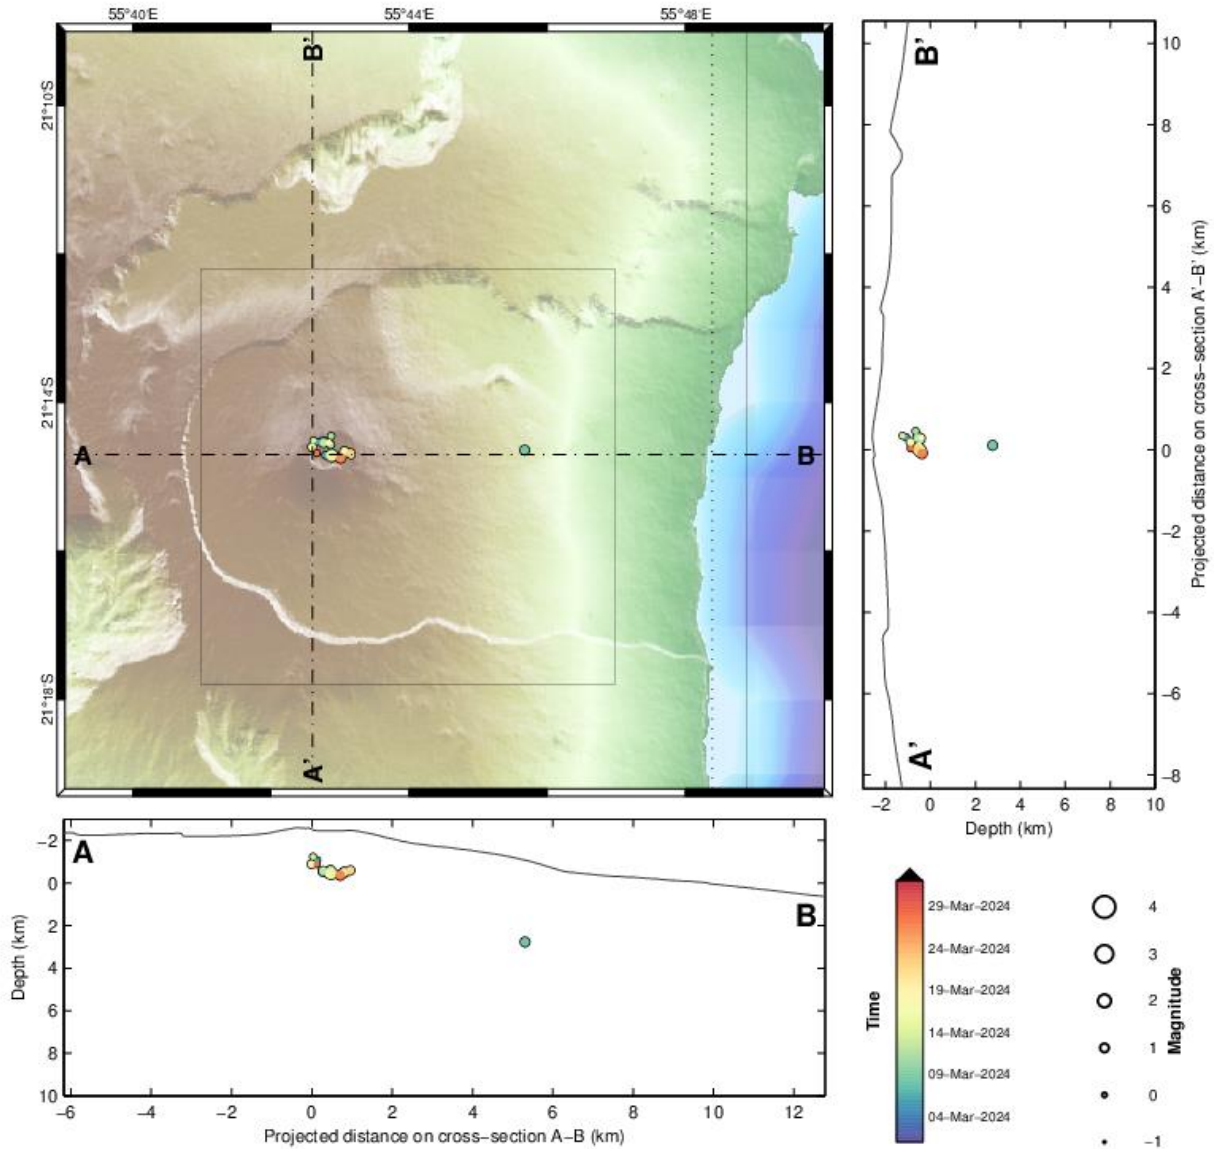 55°40'E
55°44'E
55°48'E
21°10'S
21°14'S
21°18'S
B'
A
B
A'
B'
A'
10
8
6
4
2
0
−2
−4
−6
−8
Projected distance on cross−section A'−B' (km)
−2 0 2 4 6 8 10
Depth (km)
A
B
−2
0
2
4
6
8
10
Depth (km)
−6 −4 −2 0 2 4 6 8 10 12
Projected distance on cross−section A−B (km)
Time
29−Mar−2024
24−Mar−2024
19−Mar−2024
14−Mar−2024
09−Mar−2024
04−Mar−2024
4
3
2
1
0
−1
Magnitude